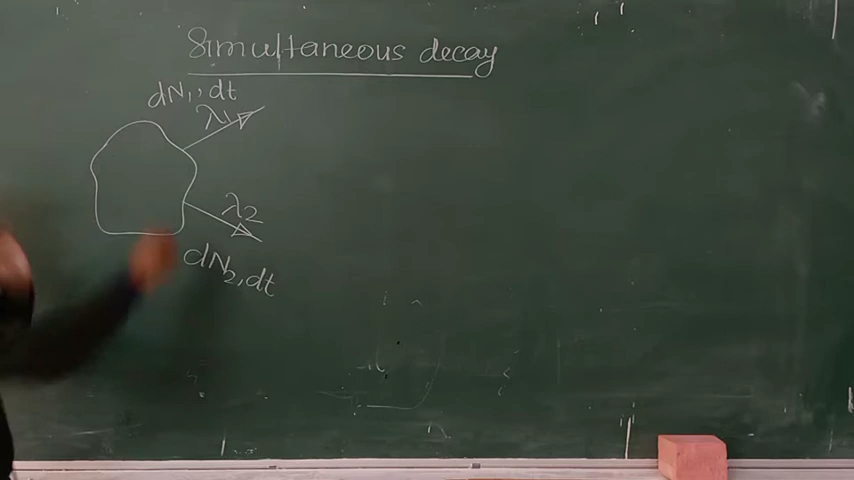 Simultaneous decay
dN₁, dt
λ1
λ2
dN₂, dt